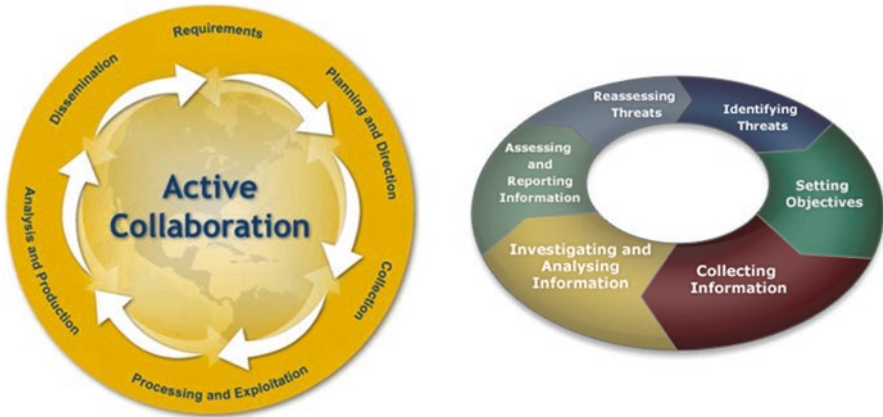 Requirements
Planning and Direction
Collection
Processing and Exploitation
Analysis and Production
Dissemination
Active
Collaboration
Identifying
Threats
Setting
Objectives
Collecting
Information
Investigating and
Analysing
Information
Assessing
and
Reporting
Information
Reassessing
Threats